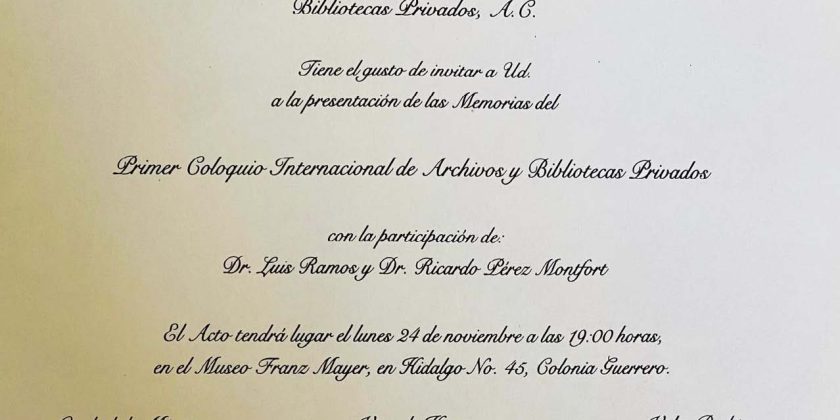 Bibliotecas Privados, A.C.
Tiene el gusto de invitar a Ud.
a la presentación de las Memorias del
Primer Coloquio Internacional de Archivos y Bibliotecas Privados
con la participación de:
Dr. Luis Ramos y Dr. Ricardo Pérez Montfort
El Acto tendrá lugar el lunes 24 de noviembre a las 19:00 horas,
en el Museo Franz Mayer, en Hidalgo No. 45, Colonia Guerrero.